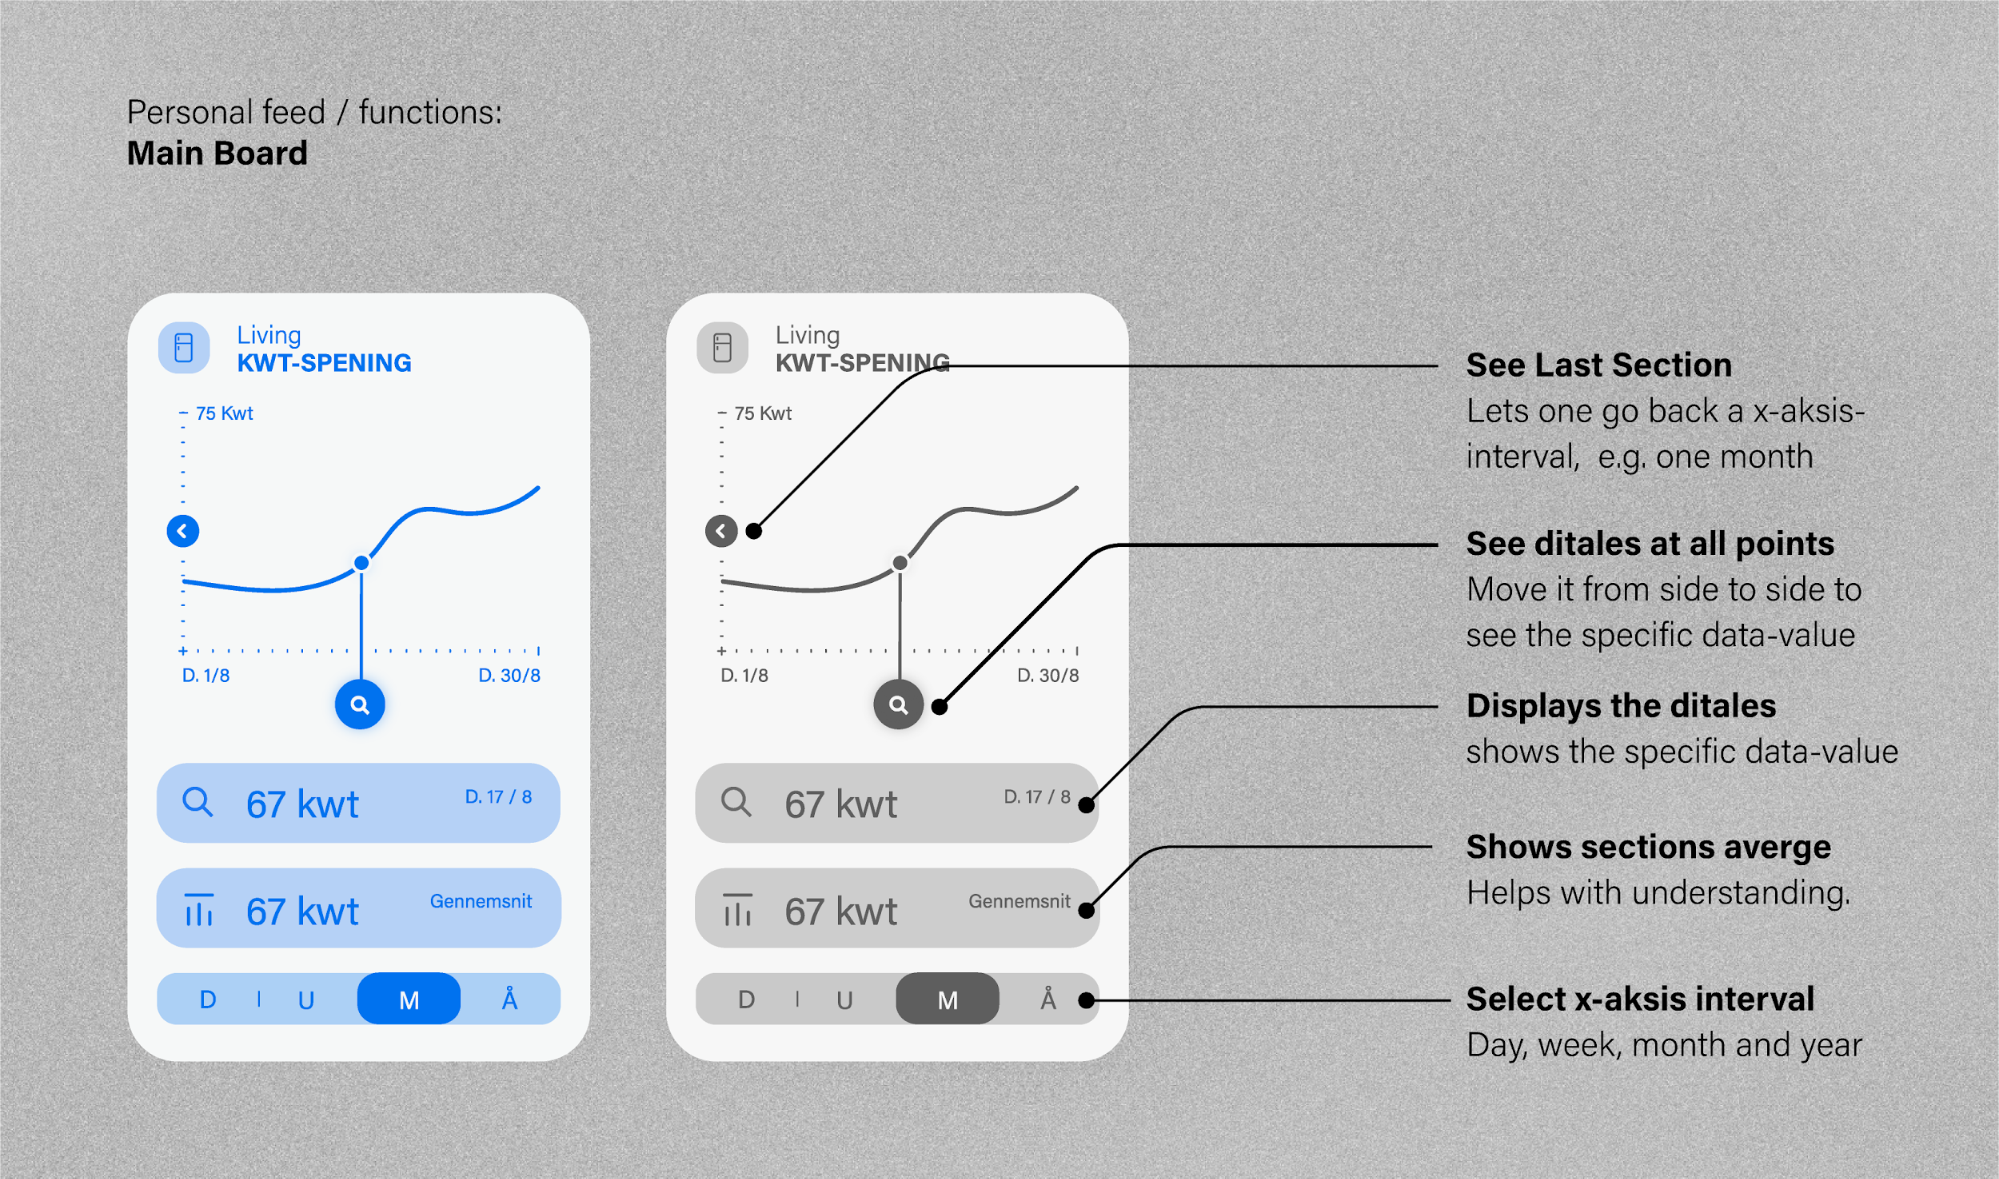 Personal feed / functions:
Main Board
Living
KWT-SPENING
75 Kwt
D. 1/8
D. 30/8
67 kwt
D. 17 / 8
67 kwt
Gennemsnit
D | U M Å
Living
KWT-SPENING
75 Kwt
D. 1/8
D. 30/8
67 kwt
D. 17 / 8
67 kwt
Gennemsnit
D | U M Å
See Last Section
Lets one go back a x-aksis-
interval, e.g. one month
See ditales at all points
Move it from side to side to
see the specific data-value
Displays the ditales
shows the specific data-value
Shows sections averge
Helps with understanding.
Select x-aksis interval
Day, week, month and year